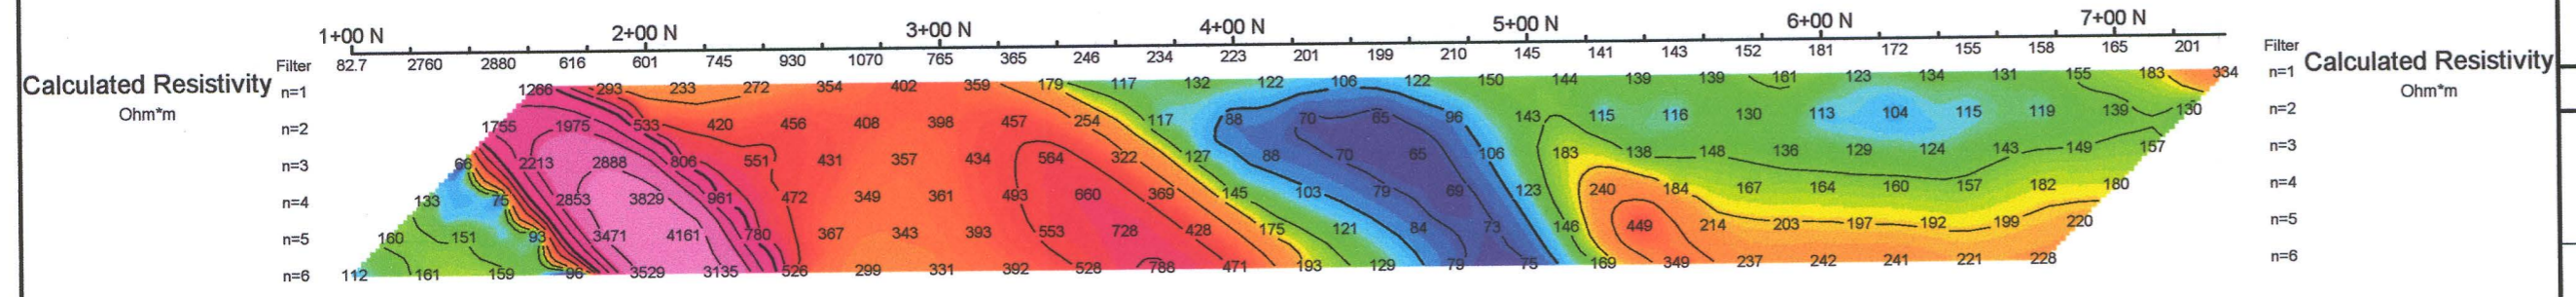 1+00 N 2+00 N 3+00 N 4+00 N 5+00 N 6+00 N 7+00 N
Filter 82.7 2760 2880 616 601 745 930 1070 765 365 246 234 223 201 199 210 145 141 143 152 181 172 155 158 165 201 Filter
Calculated Resistivity n=1 1266 293 233 272 354 402 359 179 117 132 122 106 122 150 144 139 139 161 123 134 131 155 183 334 n=1 Calculated Resistivity
Ohm*m n=2 1755 1975 533 420 456 408 398 457 254 117 88 70 65 96 143 115 116 130 113 104 115 119 139 130 n=2 Ohm*m
n=3 66 2213 2888 806 551 431 357 434 564 322 127 88 70 65 106 183 138 148 136 129 124 143 149 157 n=3
n=4 133 75 2853 3829 961 472 349 361 493 660 369 145 103 79 69 123 240 184 167 164 160 157 182 180 n=4
n=5 160 151 93 3471 4161 780 367 343 393 553 728 428 175 121 84 73 146 449 214 203 197 192 199 220 n=5
n=6 112 161 159 96 3529 3135 526 299 331 392 528 788 471 193 129 79 75 169 349 237 242 241 221 228 n=6